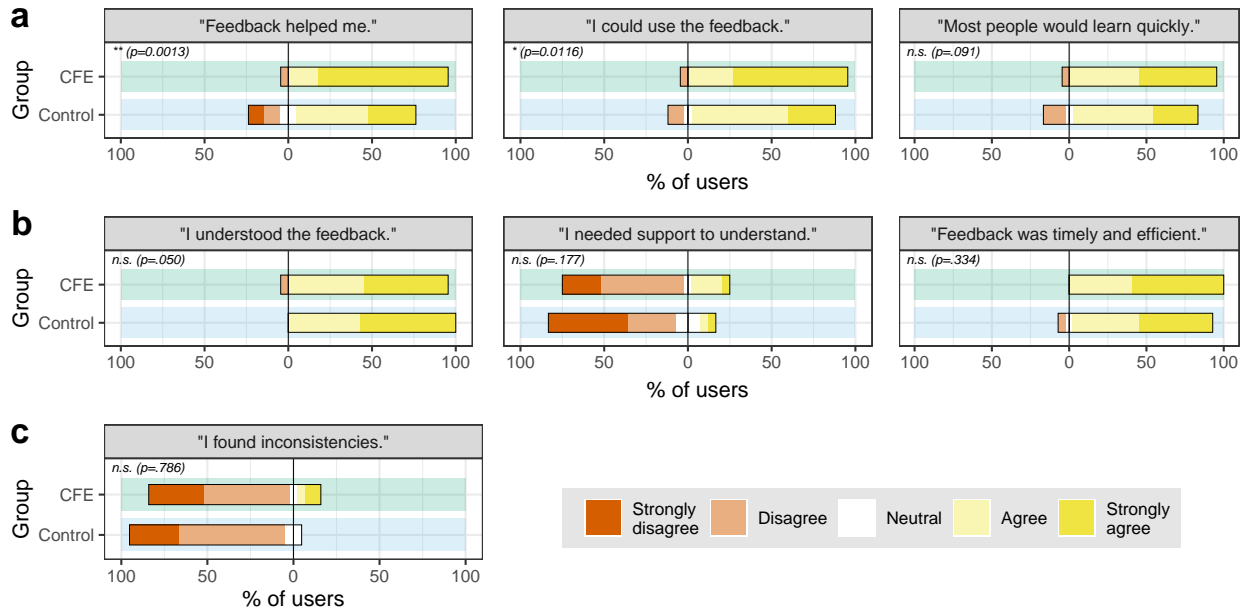 a
"Feedback helped me."
"I could use the feedback."
"Most people would learn quickly."
** (p=0.0013)
* (p=0.0116)
n.s. (p=.091)
Group
CFE
Control
100 50 0 50 100
100 50 0 50 100
100 50 0 50 100
% of users
b
"I understood the feedback."
"I needed support to understand."
"Feedback was timely and efficient."
n.s. (p=.050)
n.s. (p=.177)
n.s. (p=.334)
Group
CFE
Control
100 50 0 50 100
100 50 0 50 100
100 50 0 50 100
% of users
c
"I found inconsistencies."
n.s. (p=.786)
Group
CFE
Control
100 50 0 50 100
% of users
Strongly
disagree
Disagree
Neutral
Agree
Strongly
agree